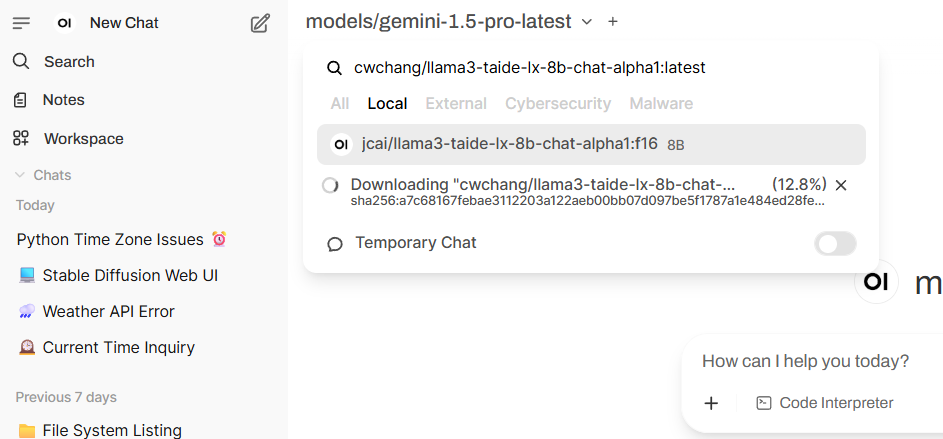 OI New Chat
models/gemini-1.5-pro-latest
Search
Notes
Workspace
Chats
Today
Python Time Zone Issues
Stable Diffusion Web UI
Weather API Error
Current Time Inquiry
Previous 7 days
File System Listing
cwchang/llama3-taide-lx-8b-chat-alpha1:latest
All Local External Cybersecurity Malware
OI jcai/llama3-taide-lx-8b-chat-alpha1:f16 8B
Downloading "cwchang/llama3-taide-lx-8b-chat-... (12.8%)
sha256:a7c68167febae3112203a122aeb00bb07d097be5f1787a1e484ed28fe...
Temporary Chat
OI m
How can I help you today?
Code Interpreter